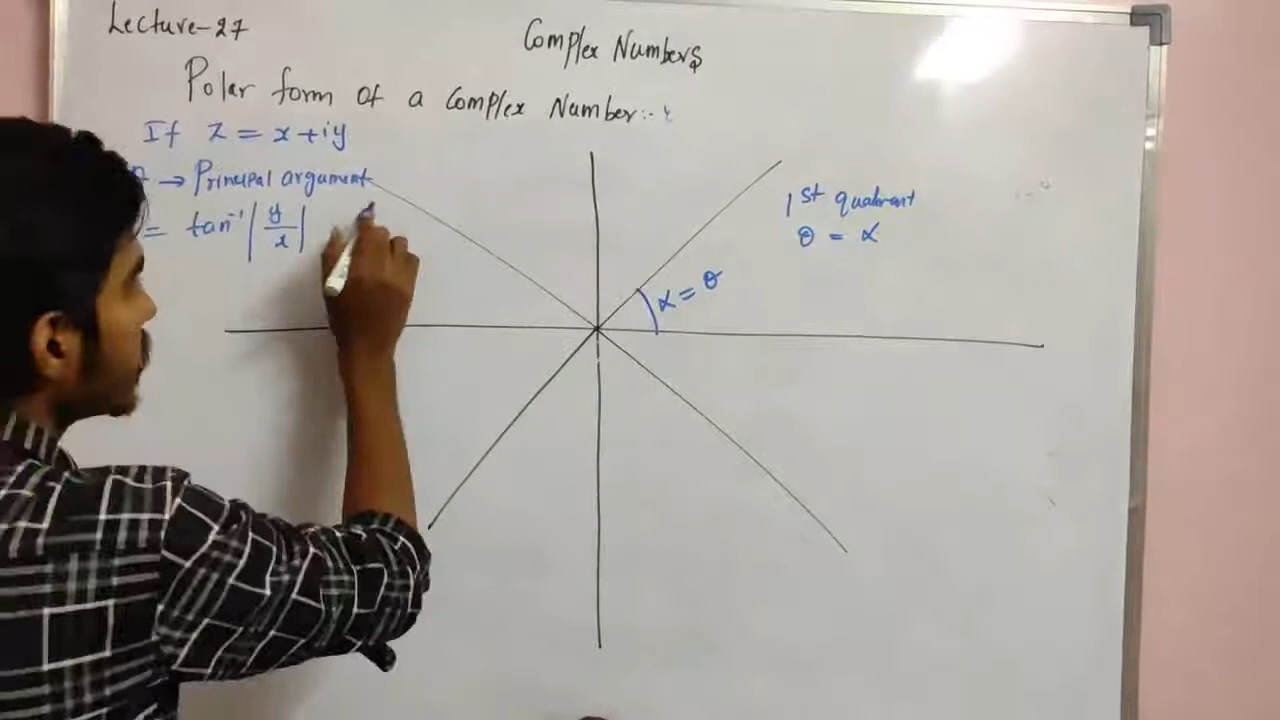 Lecture-27
Complex Numbers
Polar form of a Complex Number:-
If z = x+iy
→ Principal argument
= tan⁻¹|y/x|
1st quadrant
θ = α
α = θ